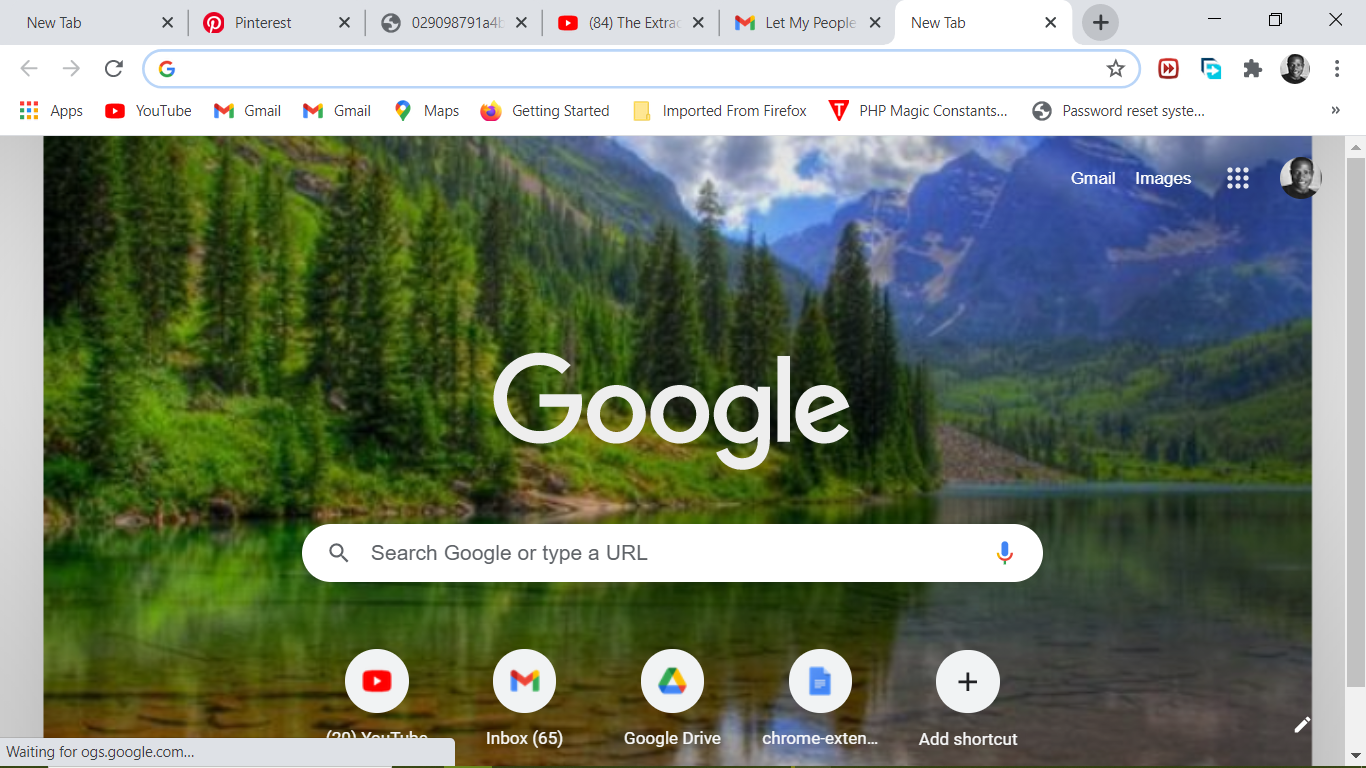 New Tab
Pinterest
029098791a4b
(84) The Extrac
Let My People
New Tab
Apps
YouTube
Gmail
Gmail
Maps
Getting Started
Imported From Firefox
PHP Magic Constants...
Password reset syste...
Gmail
Images
Google
Search Google or type a URL
(20) YouTube
Inbox (65)
Google Drive
chrome-exten...
Add shortcut
Waiting for ogs.google.com...